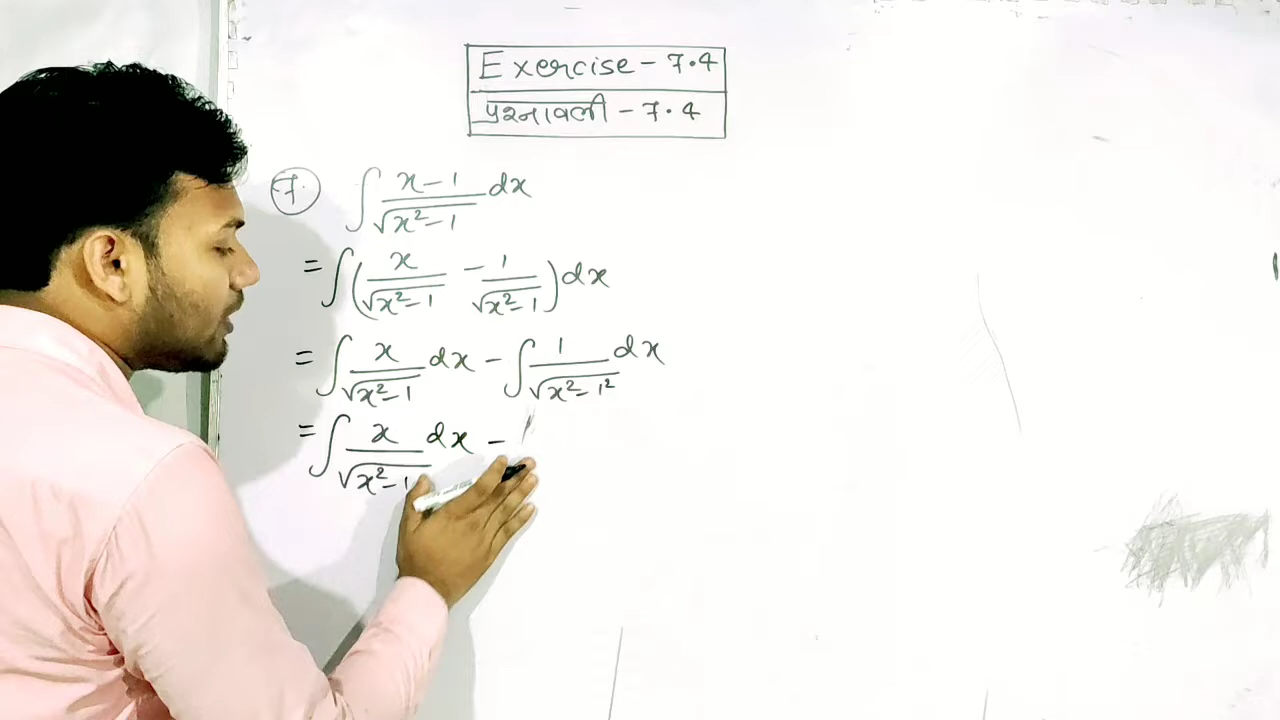 Exercise - 7.4
प्रश्नावली - 7.4
7. ∫ (x-1)/√(x²-1) dx
= ∫ ( x/√(x²-1) - 1/√(x²-1) ) dx
= ∫ x/√(x²-1) dx - ∫ 1/√(x²-1²) dx
= ∫ x/√(x²-1) dx -